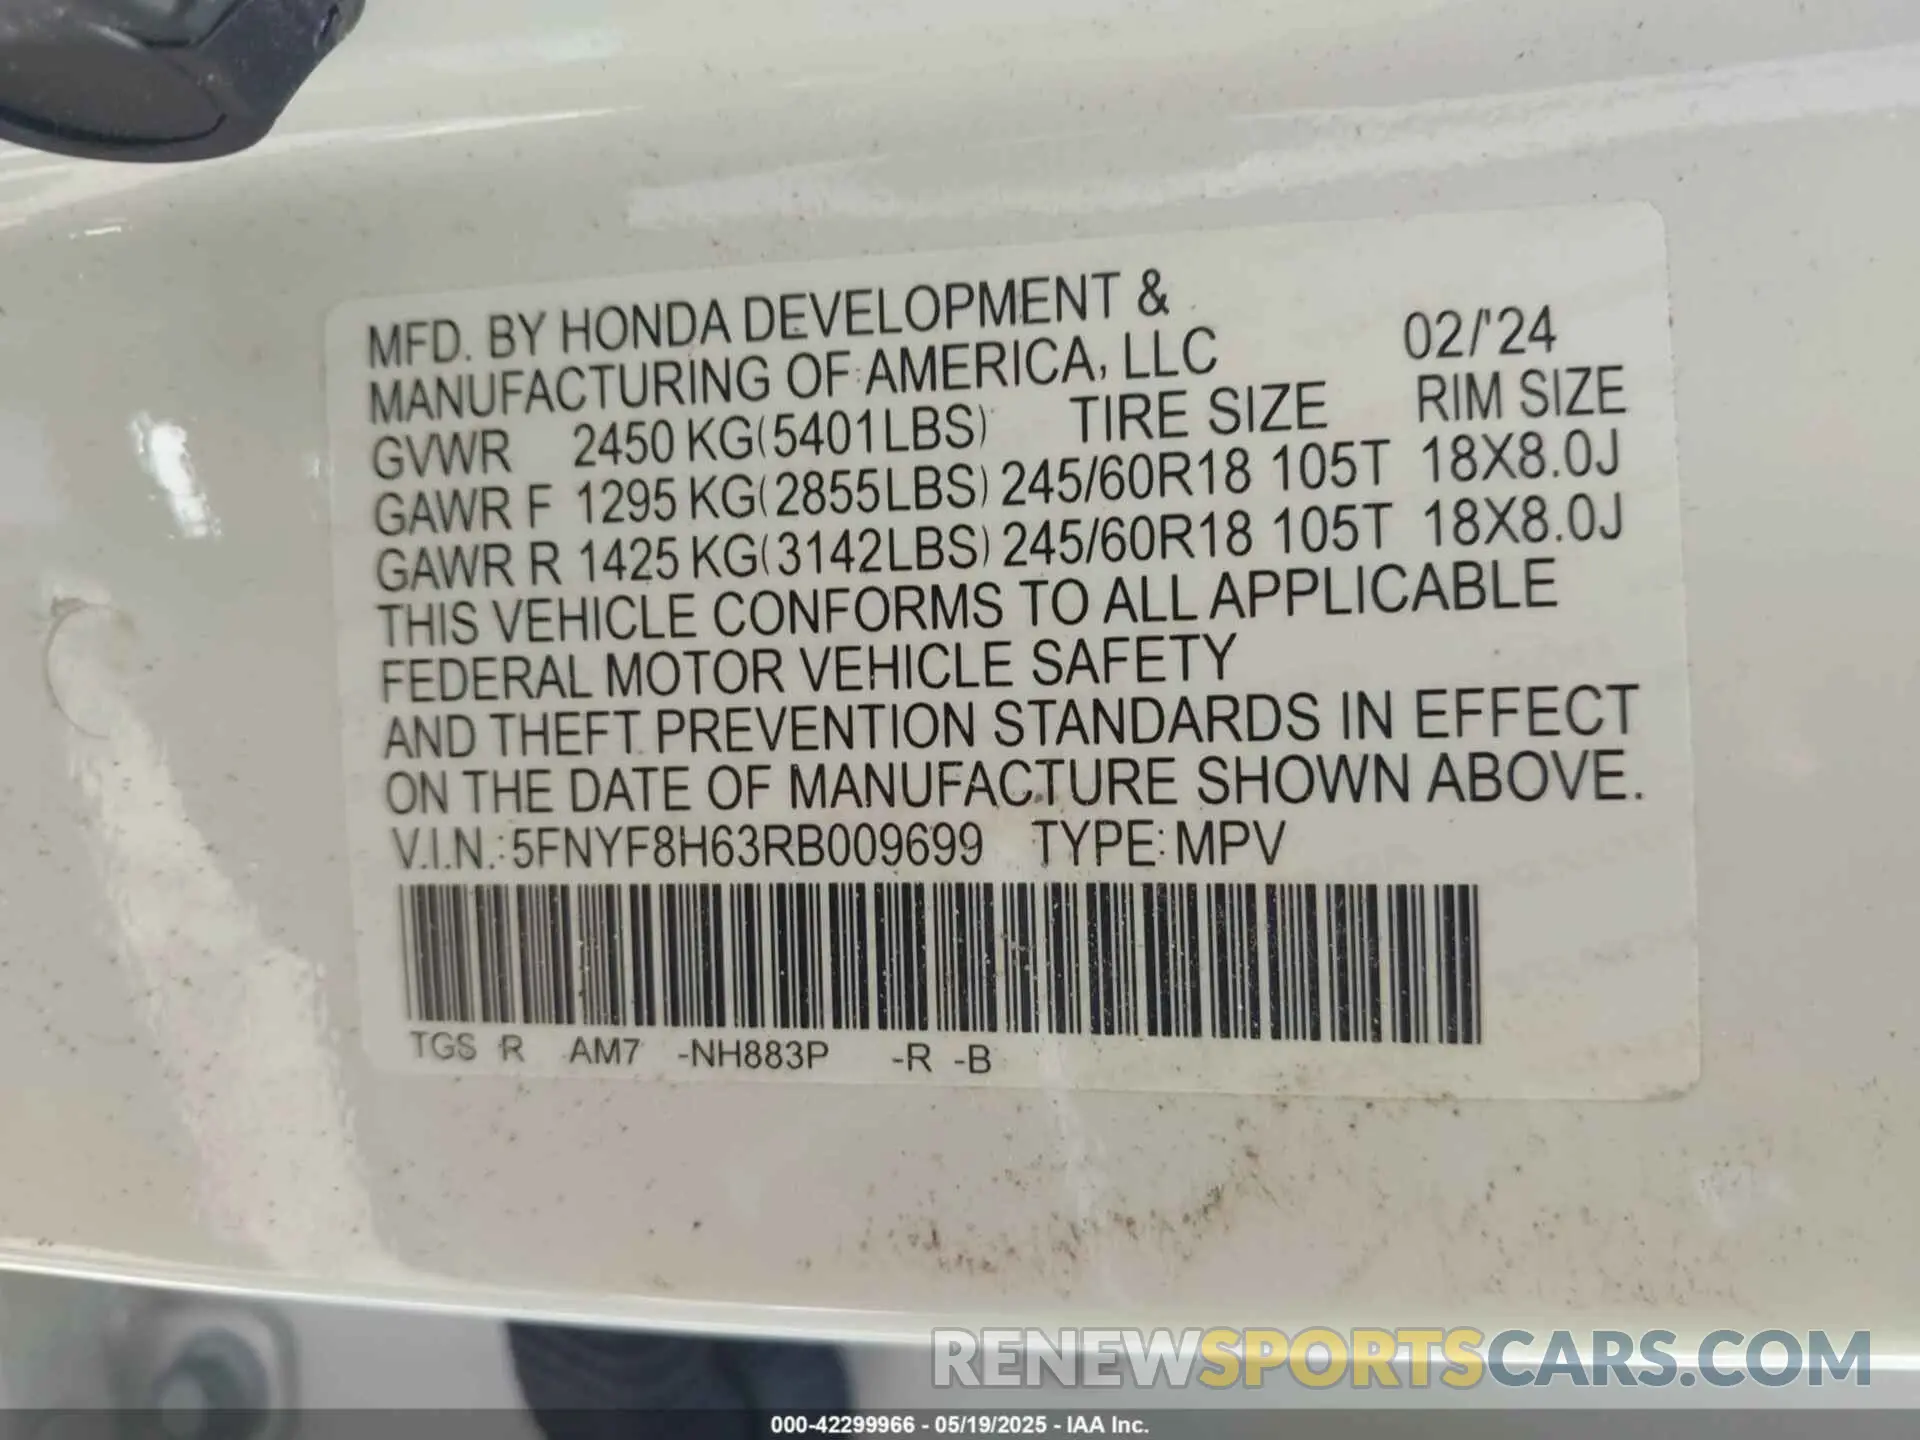 MFD. BY HONDA DEVELOPMENT &
MANUFACTURING OF AMERICA, LLC 02/'24
GVWR 2450 KG(5401LBS) TIRE SIZE RIM SIZE
GAWR F 1295 KG(2855LBS) 245/60R18 105T 18X8.0J
GAWR R 1425 KG(3142LBS) 245/60R18 105T 18X8.0J
THIS VEHICLE CONFORMS TO ALL APPLICABLE
FEDERAL MOTOR VEHICLE SAFETY
AND THEFT PREVENTION STANDARDS IN EFFECT
ON THE DATE OF MANUFACTURE SHOWN ABOVE.
V.I.N.: 5FNYF8H63RB009699 TYPE: MPV
TGS R AM7 -NH883P -R -B
RENEWSPORTSCARS.COM
000-42299966 - 05/19/2025 - IAA Inc.